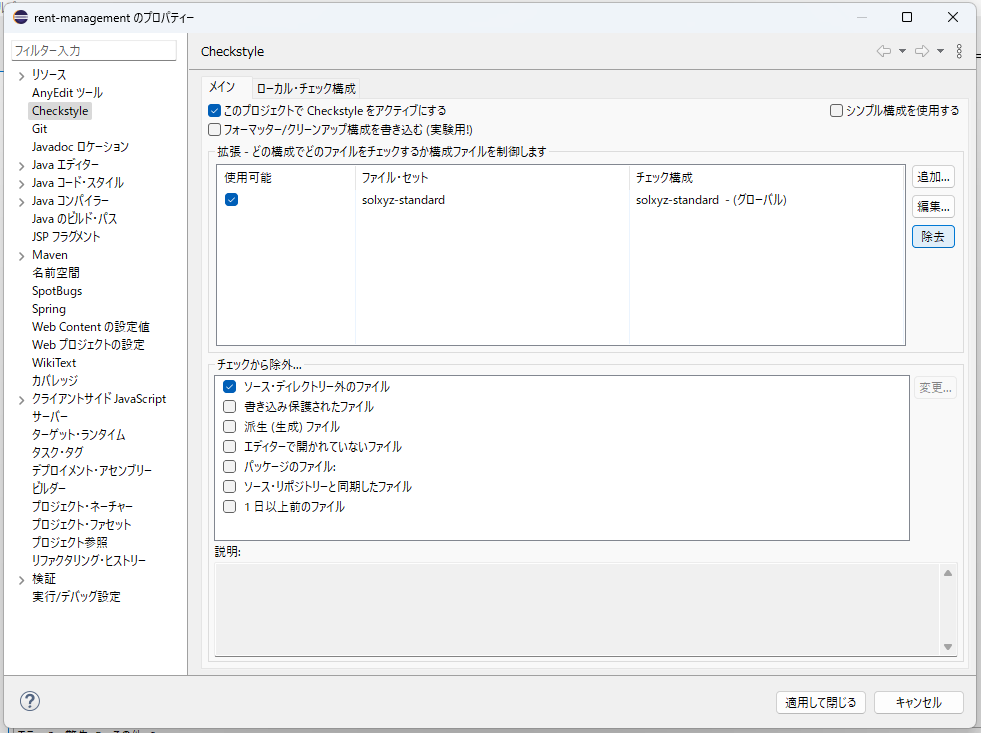 rent-management のプロパティー
フィルター入力
Checkstyle
リソース
AnyEdit ツール
Checkstyle
Git
Javadoc ロケーション
Java エディター
Java コード・スタイル
Java コンパイラー
Java のビルド・パス
JSP フラグメント
Maven
名前空間
SpotBugs
Spring
Web Content の設定値
Web プロジェクトの設定
WikiText
カバレッジ
クライアントサイド JavaScript
サーバー
ターゲット・ランタイム
タスク・タグ
デプロイメント・アセンブリー
ビルダー
プロジェクト・ネーチャー
プロジェクト・ファセット
プロジェクト参照
リファクタリング・ヒストリー
検証
実行/デバッグ設定
メイン ローカル・チェック構成
このプロジェクトで Checkstyle をアクティブにする シンプル構成を使用する
フォーマッター/クリーンアップ構成を書き込む (実験用!)
拡張 - どの構成でどのファイルをチェックするか構成ファイルを制御します
使用可能 ファイル・セット チェック構成 追加...
solxyz-standard solxyz-standard - (グローバル) 編集...
除去
チェックから除外...
ソース・ディレクトリー外のファイル 変更...
書き込み保護されたファイル
派生 (生成) ファイル
エディターで開かれていないファイル
パッケージのファイル:
ソース・リポジトリーと同期したファイル
1 日以上前のファイル
説明:
適用して閉じる キャンセル